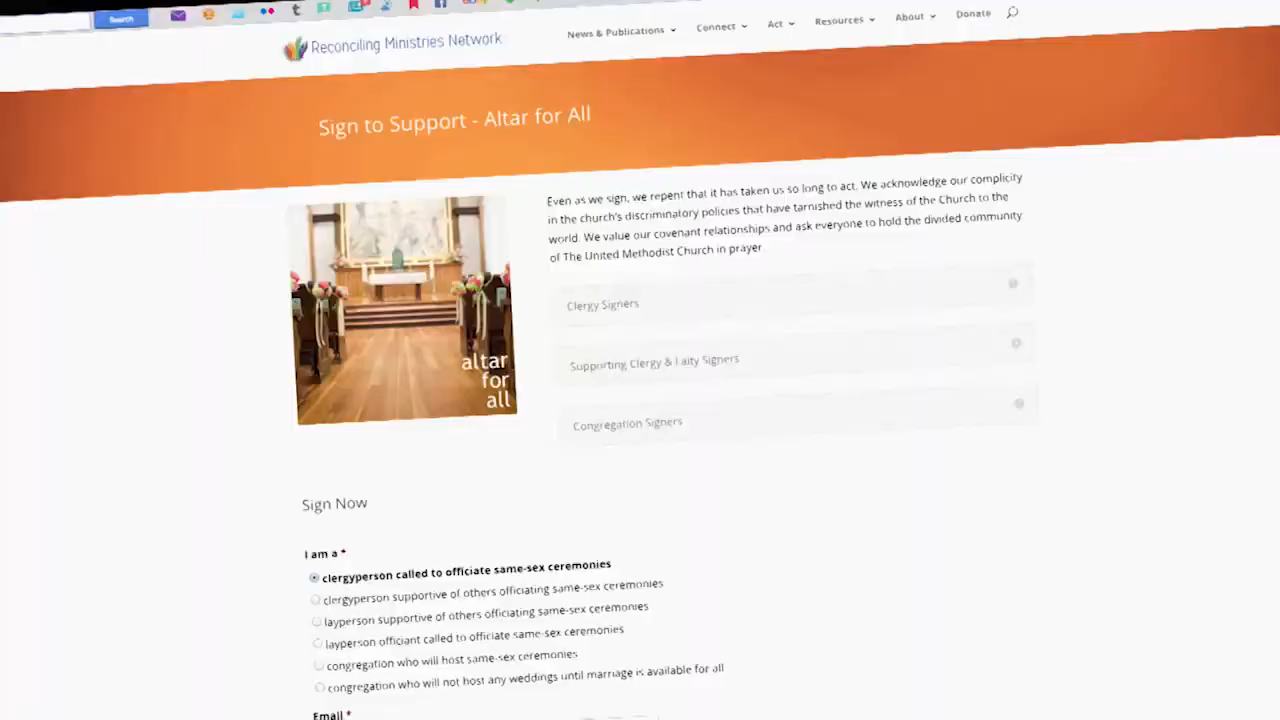 Search
Reconciling Ministries Network
News & Publications Connect Act Resources About Donate
Sign to Support - Altar for All
altar
for
all
Even as we sign, we repent that it has taken us so long to act. We acknowledge our complicity
in the church's discriminatory policies that have tarnished the witness of the Church to the
world. We value our covenant relationships and ask everyone to hold the divided community
of The United Methodist Church in prayer
Clergy Signers
Supporting Clergy & Laity Signers
Congregation Signers
Sign Now
I am a *
clergyperson called to officiate same-sex ceremonies
clergyperson supportive of others officiating same-sex ceremonies
layperson supportive of others officiating same-sex ceremonies
layperson officiant called to officiate same-sex ceremonies
congregation who will host same-sex ceremonies
congregation who will not host any weddings until marriage is available for all
Email *